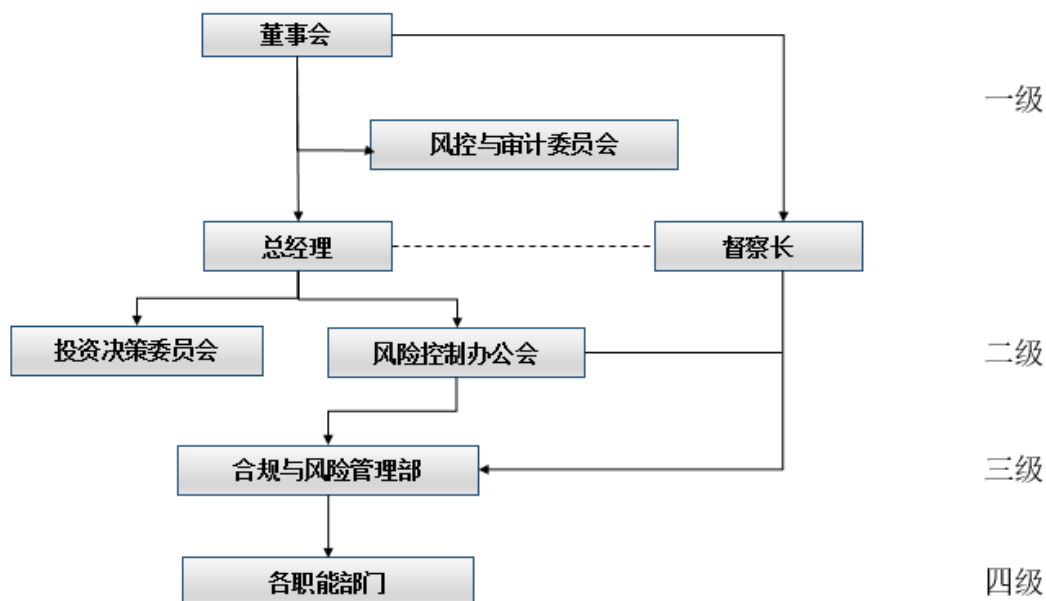 董事会
一级
风控与审计委员会
总经理
督察长
投资决策委员会
风险控制办公会
二级
合规与风险管理部
三级
各职能部门
四级